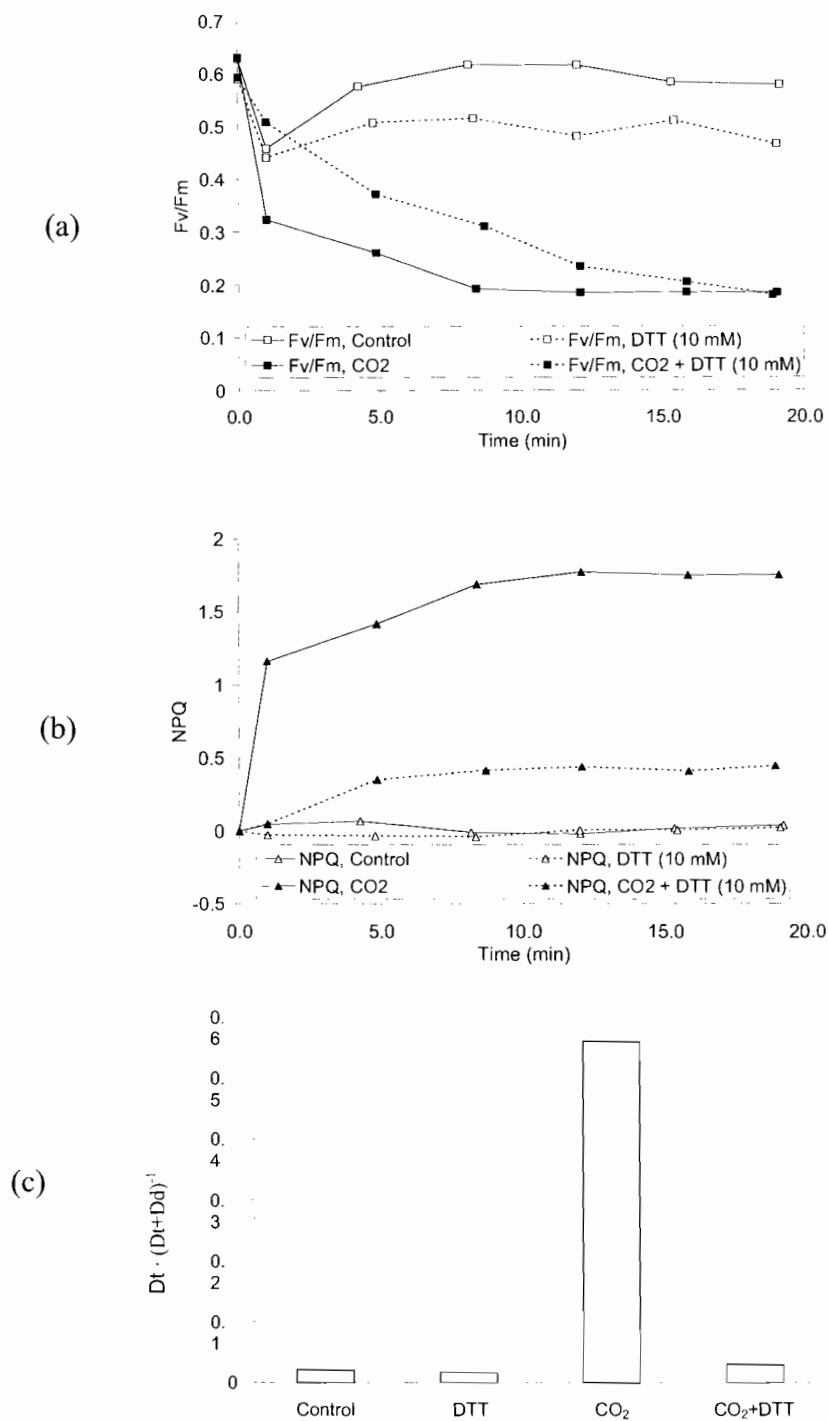 (a)
Fv/Fm
0.7
0.6
0.5
0.4
0.3
0.2
0.1
0
Fv/Fm, Control
Fv/Fm, DTT (10 mM)
Fv/Fm, CO2
Fv/Fm, CO2 + DTT (10 mM)
0.0 5.0 10.0 15.0 20.0
Time (min)
(b)
NPQ
2
1.5
1
0.5
0
-0.5
NPQ, Control
NPQ, DTT (10 mM)
NPQ, CO2
NPQ, CO2 + DTT (10 mM)
0.0 5.0 10.0 15.0 20.0
Time (min)
(c)
Dt · (Dt+Dd)⁻¹
0.
6
0.
5
0.
4
0.
3
0.
2
0.
1
0
Control DTT CO₂ CO₂+DTT